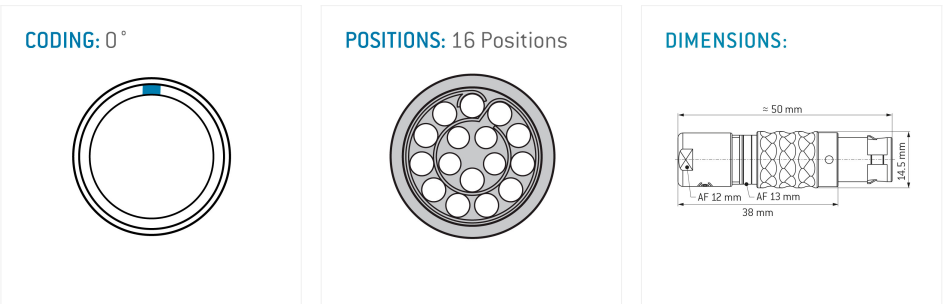 CODING: 0°
POSITIONS: 16 Positions
DIMENSIONS:
≈ 50 mm
14.5 mm
AF 12 mm
AF 13 mm
38 mm